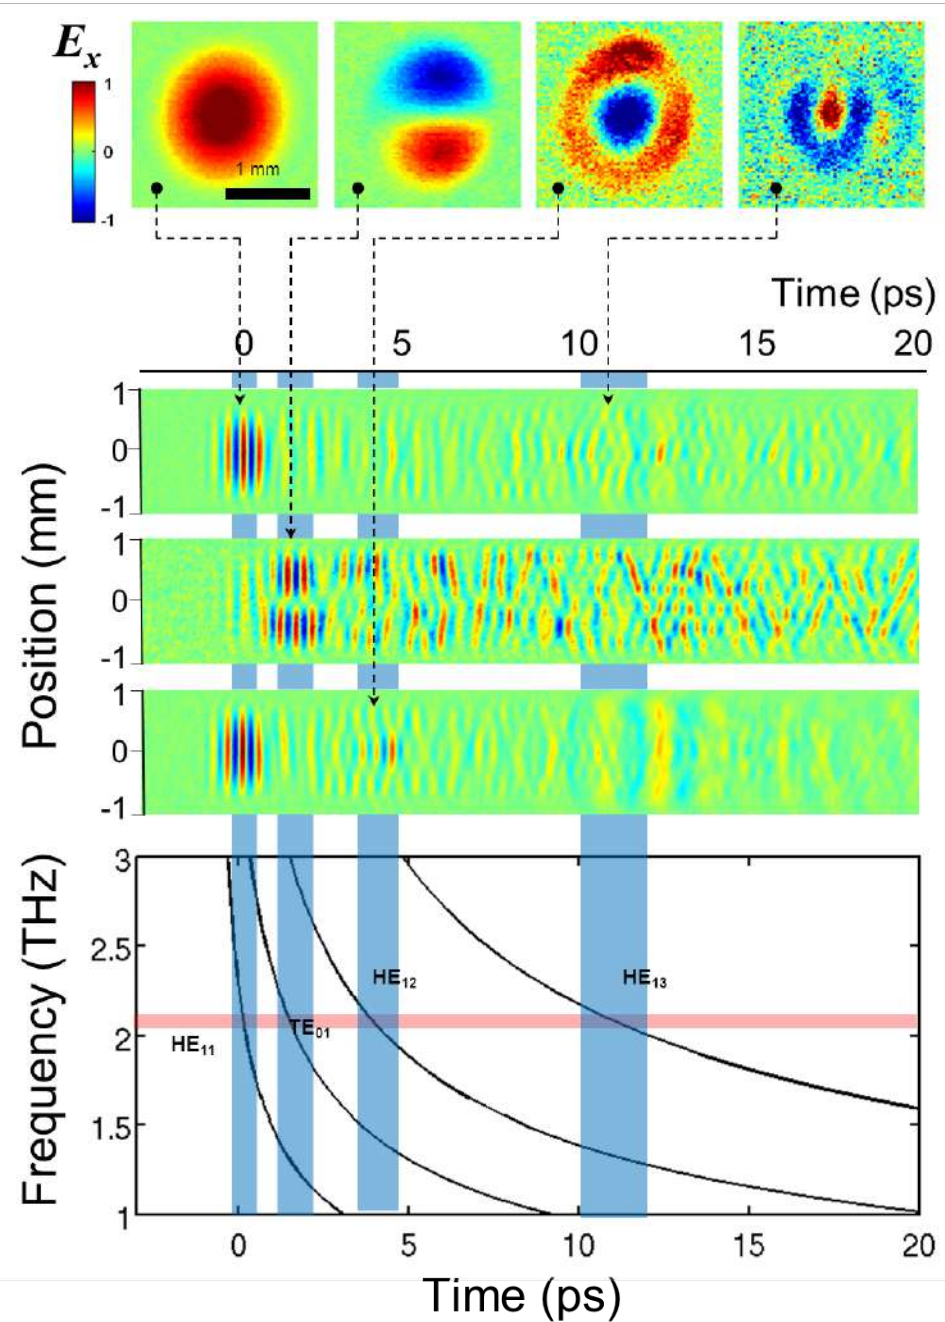 Eₓ
1
0
-1
1 mm
Time (ps)
0 5 10 15 20
Position (mm)
1
0
-1
1
0
-1
1
0
-1
Frequency (THz)
3
2.5
2
1.5
1
HE₁₁
TE₀₁
HE₁₂
HE₁₃
0 5 10 15 20
Time (ps)